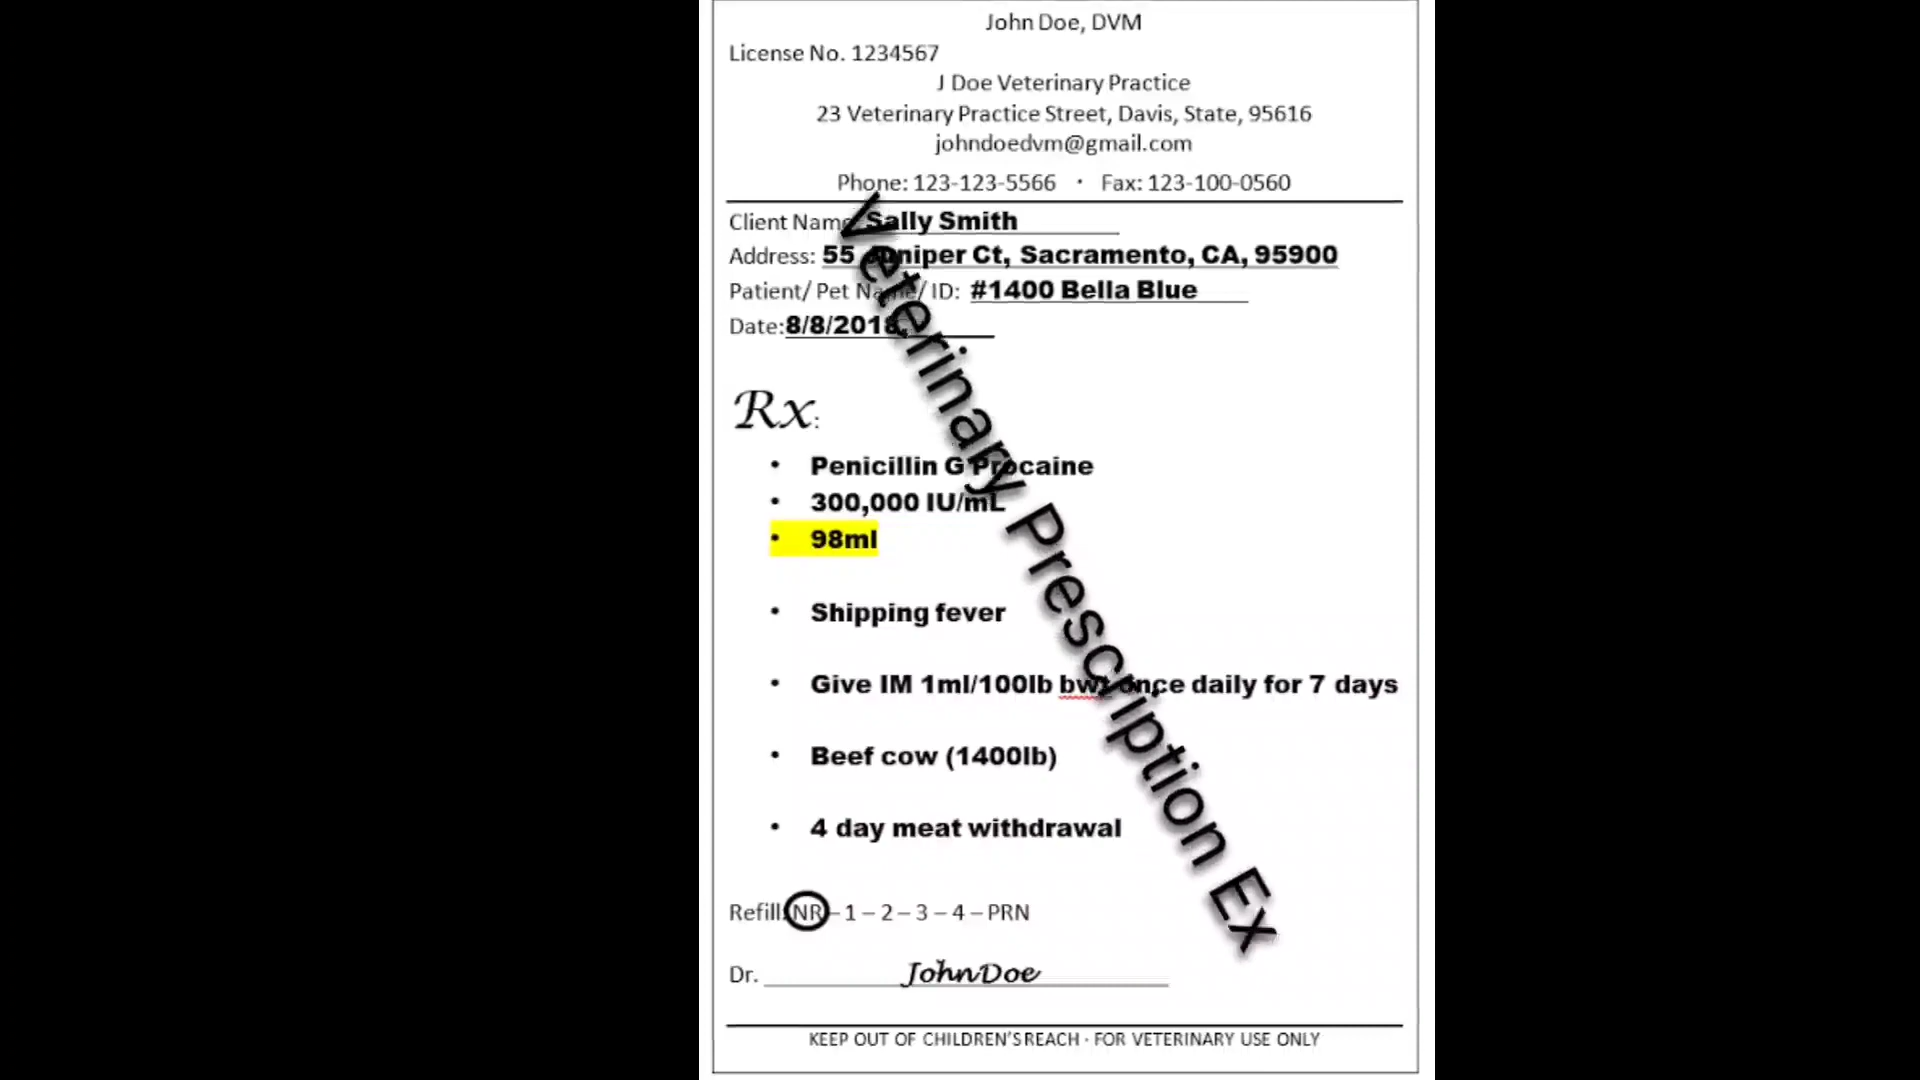 John Doe, DVM
License No. 1234567
J Doe Veterinary Practice
23 Veterinary Practice Street, Davis, State, 95616
johndoedvm@gmail.com
Phone: 123-123-5566 · Fax: 123-100-0560
Client Name: Sally Smith
Address: 55 Juniper Ct, Sacramento, CA, 95900
Patient/ Pet Name/ ID: #1400 Bella Blue
Date:8/8/2018
Rx:
• Penicillin G Procaine
• 300,000 IU/mL
• 98ml
• Shipping fever
• Give IM 1ml/100lb bwt once daily for 7 days
• Beef cow (1400lb)
• 4 day meat withdrawal
Refill: NR – 1 – 2 – 3 – 4 – PRN
Dr. John Doe
KEEP OUT OF CHILDREN'S REACH · FOR VETERINARY USE ONLY
Veterinary Prescription Ex